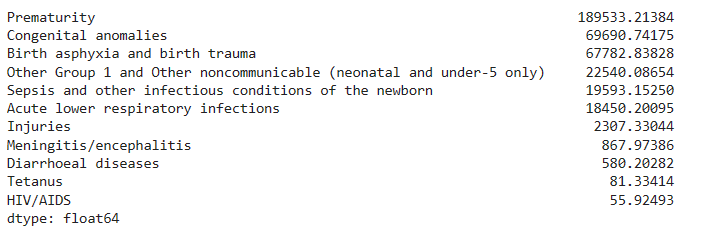 Prematurity 189533.21384
Congenital anomalies 69690.74175
Birth asphyxia and birth trauma 67782.83828
Other Group 1 and Other noncommunicable (neonatal and under-5 only) 22540.08654
Sepsis and other infectious conditions of the newborn 19593.15250
Acute lower respiratory infections 18450.20095
Injuries 2307.33044
Meningitis/encephalitis 867.97386
Diarrhoeal diseases 580.20282
Tetanus 81.33414
HIV/AIDS 55.92493
dtype: float64